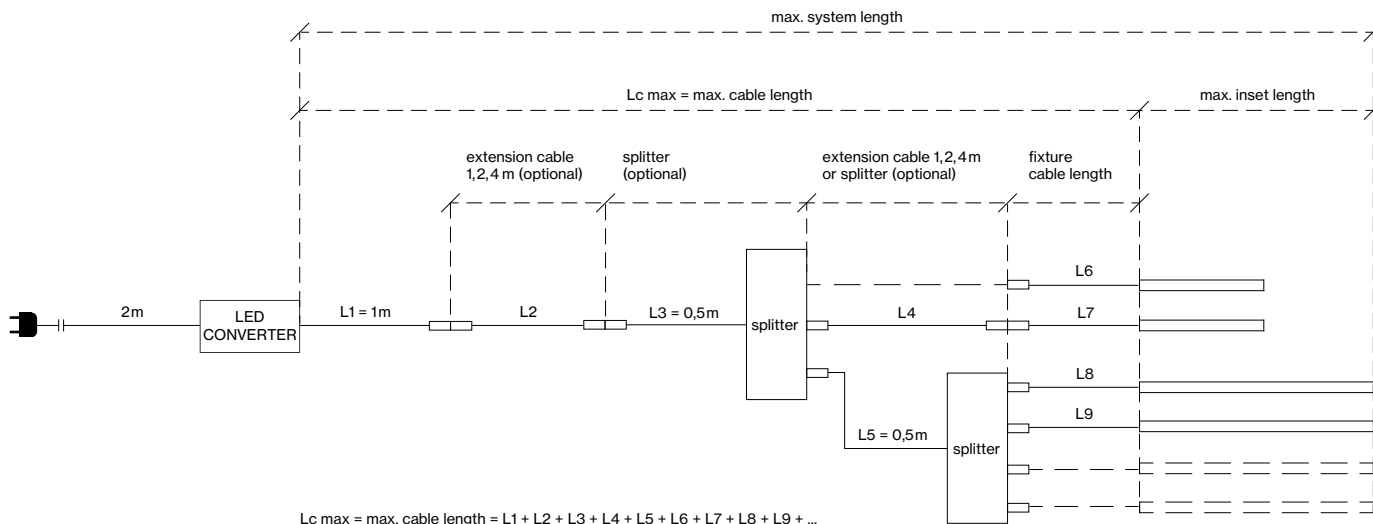 max. system length
Lc max = max. cable length
max. inset length
extension cable
1, 2, 4 m (optional)
splitter
(optional)
extension cable 1, 2, 4 m
or splitter (optional)
fixture
cable length
2 m
LED
CONVERTER
L1 = 1m
L2
L3 = 0,5 m
splitter
L6
L4
L7
L8
L9
L5 = 0,5 m
splitter
Lc max = max. cable length = L1 + L2 + L3 + L4 + L5 + L6 + L7 + L8 + L9 + ...